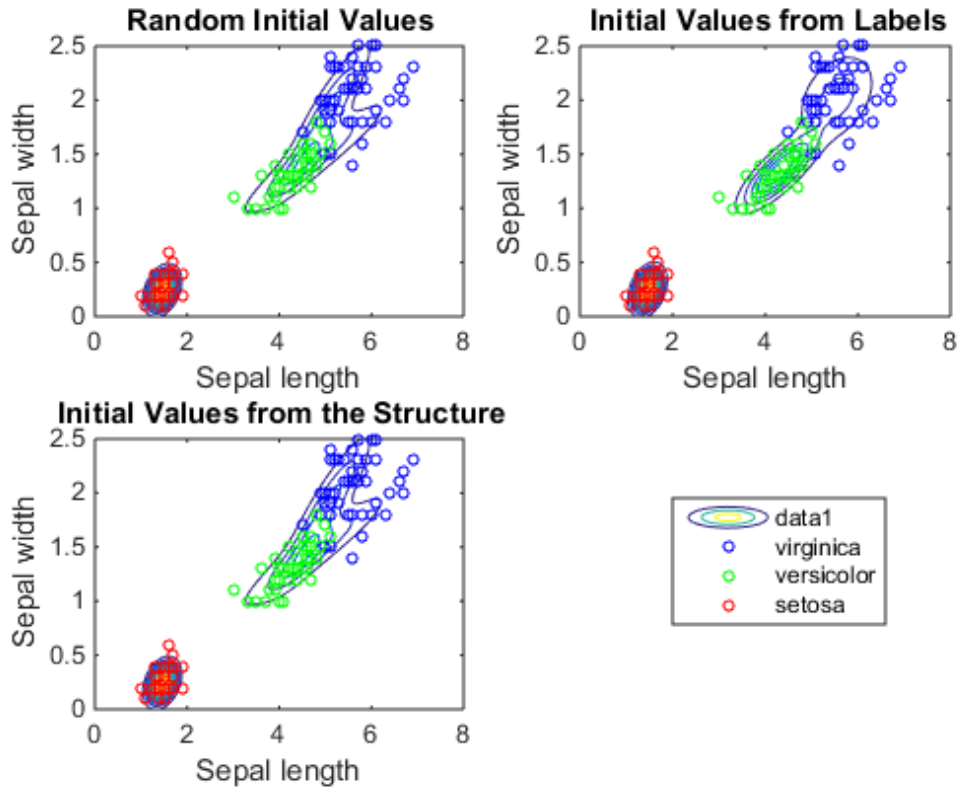 Random Initial Values
2.5
2
1.5
1
0.5
0
Sepal width
0 2 4 6 8
Sepal length
Initial Values from Labels
2.5
2
1.5
1
0.5
0
Sepal width
0 2 4 6 8
Sepal length
Initial Values from the Structure
2.5
2
1.5
1
0.5
0
Sepal width
0 2 4 6 8
Sepal length
data1
virginica
versicolor
setosa